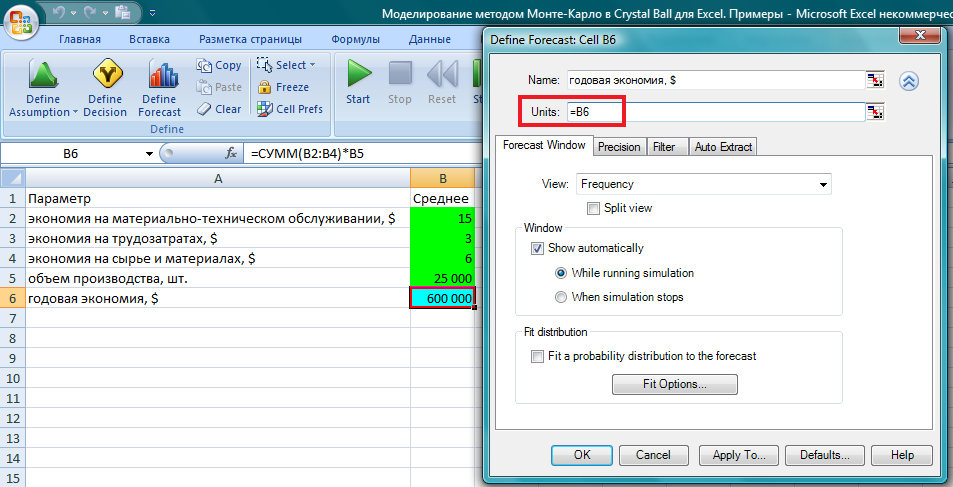 Моделирование методом Монте-Карло в Crystal Ball для Excel. Примеры - Microsoft Excel некоммерчес
Главная Вставка Разметка страницы Формулы Данные
Define Assumption
Define Decision
Define Forecast
Copy
Paste
Clear
Select
Freeze
Cell Prefs
Start Stop Reset
Define
B6 fx =СУММ(B2:B4)*B5
A B
1 Параметр Среднее
2 экономия на материально-техническом обслуживании, $ 15
3 экономия на трудозатратах, $ 3
4 экономия на сырье и материалах, $ 6
5 объем производства, шт. 25 000
6 годовая экономия, $ 600 000
7
8
9
10
11
12
13
14
15
Define Forecast: Cell B6
Name: годовая экономия, $
Units: =B6
Forecast Window Precision Filter Auto Extract
View: Frequency
Split view
Window
Show automatically
While running simulation
When simulation stops
Fit distribution
Fit a probability distribution to the forecast
Fit Options...
OK Cancel Apply To... Defaults... Help